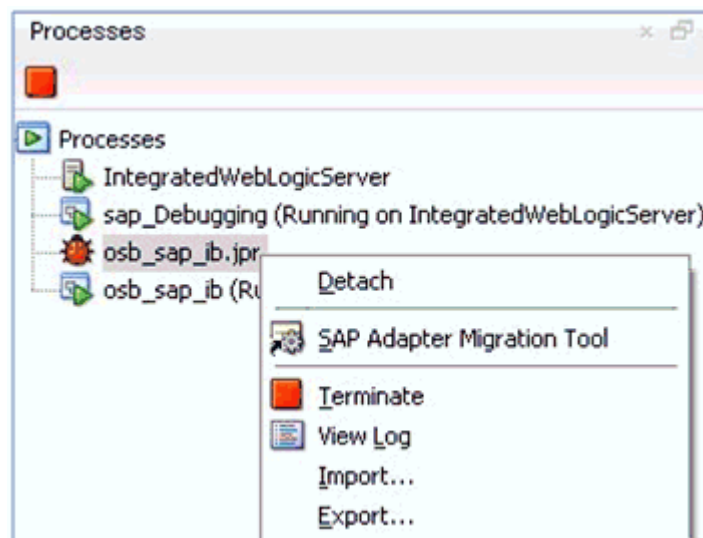 Processes
Processes
IntegratedWebLogicServer
sap_Debugging (Running on IntegratedWebLogicServer)
osb_sap_ib.jpr
osb_sap_ib (Ru
Detach
SAP Adapter Migration Tool
Terminate
View Log
Import...
Export...